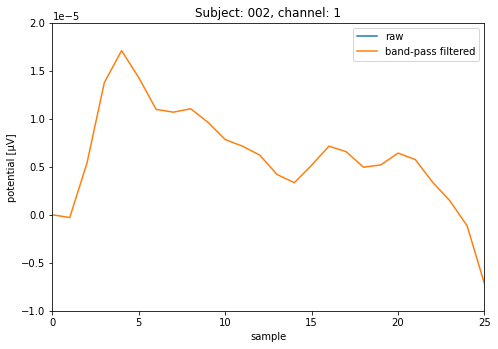 Subject: 002, channel: 1
1e−5
2.0
1.5
1.0
0.5
0.0
−0.5
−1.0
potential [μV]
raw
band-pass filtered
0 5 10 15 20 25
sample